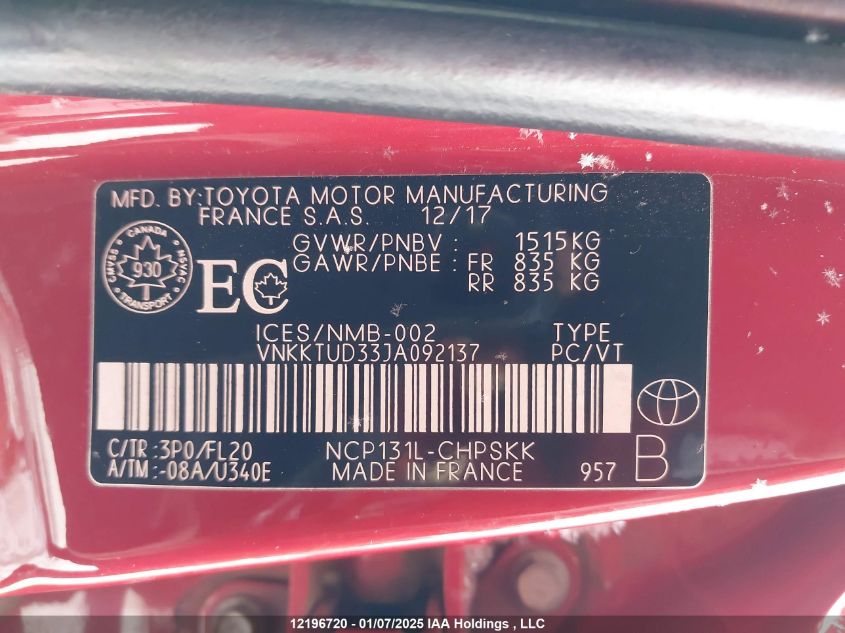 MFD. BY:TOYOTA MOTOR MANUFACTURING
FRANCE S.A.S. 12/17
GVWR/PNBV : 1515KG
GAWR/PNBE : FR 835 KG
RR 835 KG
CANADA
CMVSS 930 NSVAC
TRANSPORT
EC
ICES/NMB-002 TYPE
VNKKTUD33JA092137 PC/VT
C/TR :3P0/FL20 NCP131L-CHPSKK
A/TM :-08A/U340E MADE IN FRANCE 957 B
12196720 - 01/07/2025 IAA Holdings , LLC